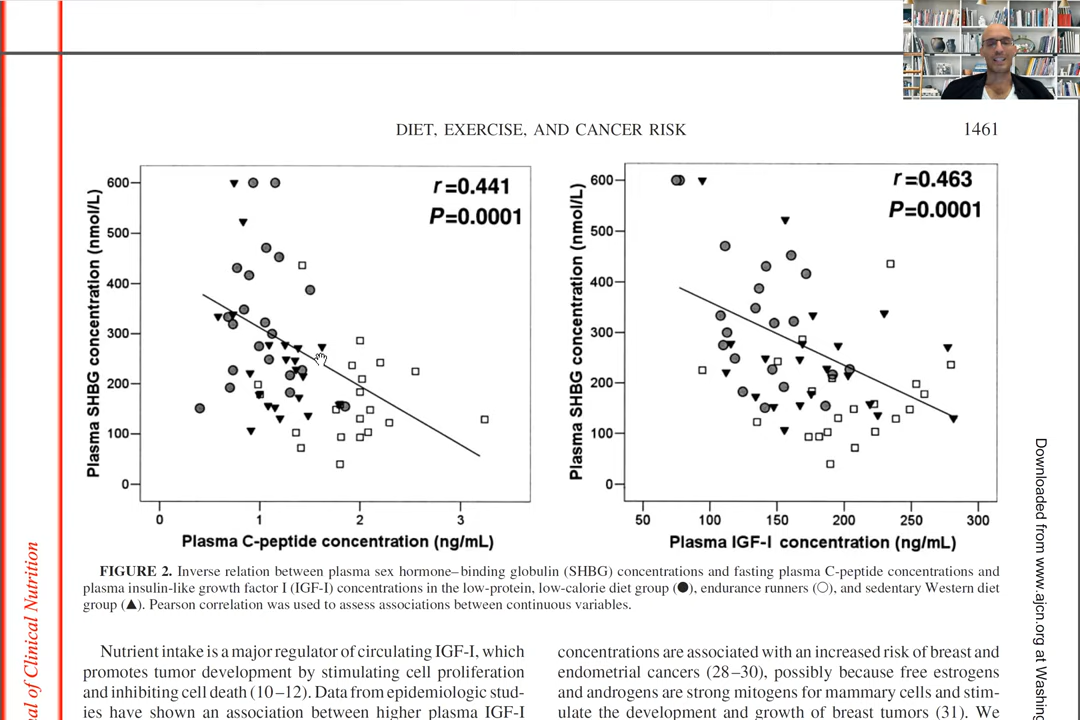 DIET, EXERCISE, AND CANCER RISK
1461
Plasma SHBG concentration (nmol/L)
600
500
400
300
200
100
0
r=0.441
P=0.0001
0
1
2
3
Plasma C-peptide concentration (ng/mL)
Plasma SHBG concentration (nmol/L)
600
500
400
300
200
100
0
r=0.463
P=0.0001
50
100
150
200
250
300
Plasma IGF-I concentration (ng/mL)
FIGURE 2. Inverse relation between plasma sex hormone–binding globulin (SHBG) concentrations and fasting plasma C-peptide concentrations and
plasma insulin-like growth factor I (IGF-I) concentrations in the low-protein, low-calorie diet group (●), endurance runners (○), and sedentary Western diet
group (▲). Pearson correlation was used to assess associations between continuous variables.
Nutrient intake is a major regulator of circulating IGF-I, which
promotes tumor development by stimulating cell proliferation
and inhibiting cell death (10–12). Data from epidemiologic stud-
ies have shown an association between higher plasma IGF-I
concentrations are associated with an increased risk of breast and
endometrial cancers (28–30), possibly because free estrogens
and androgens are strong mitogens for mammary cells and stim-
ulate the development and growth of breast tumors (31). We
al of Clinical Nutrition
Downloaded from www.ajcn.org at Washing